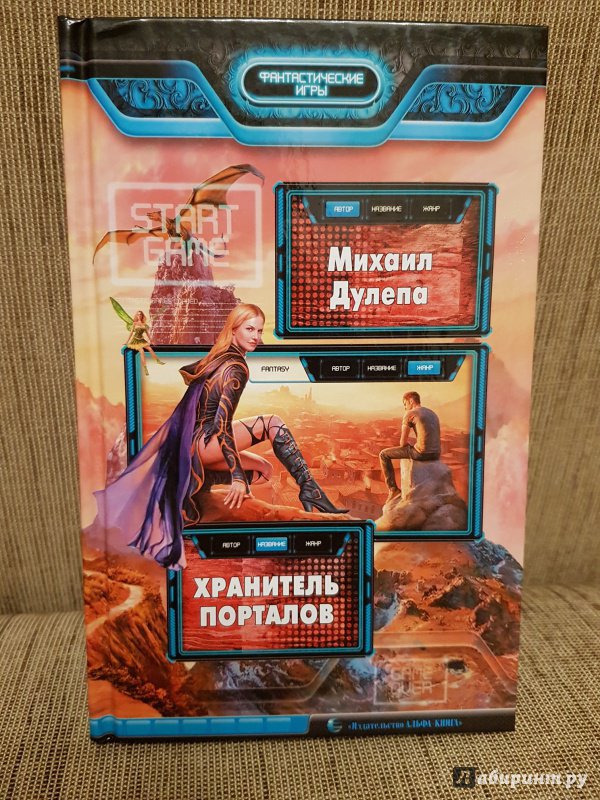 ФАНТАСТИЧЕСКИЕ
ИГРЫ
START
GAME
АВТОР НАЗВАНИЕ ЖАНР
Михаил
Дулепа
FANTASY АВТОР НАЗВАНИЕ ЖАНР
АВТОР НАЗВАНИЕ ЖАНР
ХРАНИТЕЛЬ
ПОРТАЛОВ
GAME
OVER
«Издательство АЛЬФА-КНИГА»
Лабиринт.ру